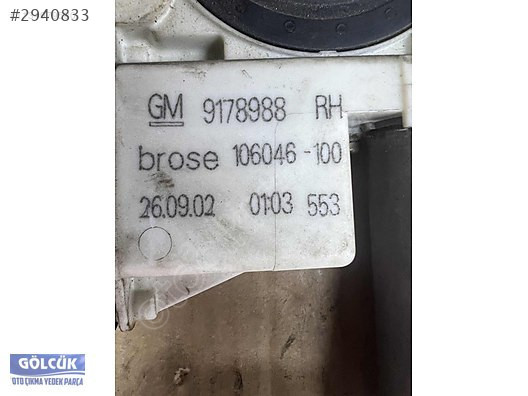 #2940833
GM 9178988 RH
brose 106046-100
26.09.02 01:03 553
GÖLCÜK
OTO ÇIKMA YEDEK PARÇA